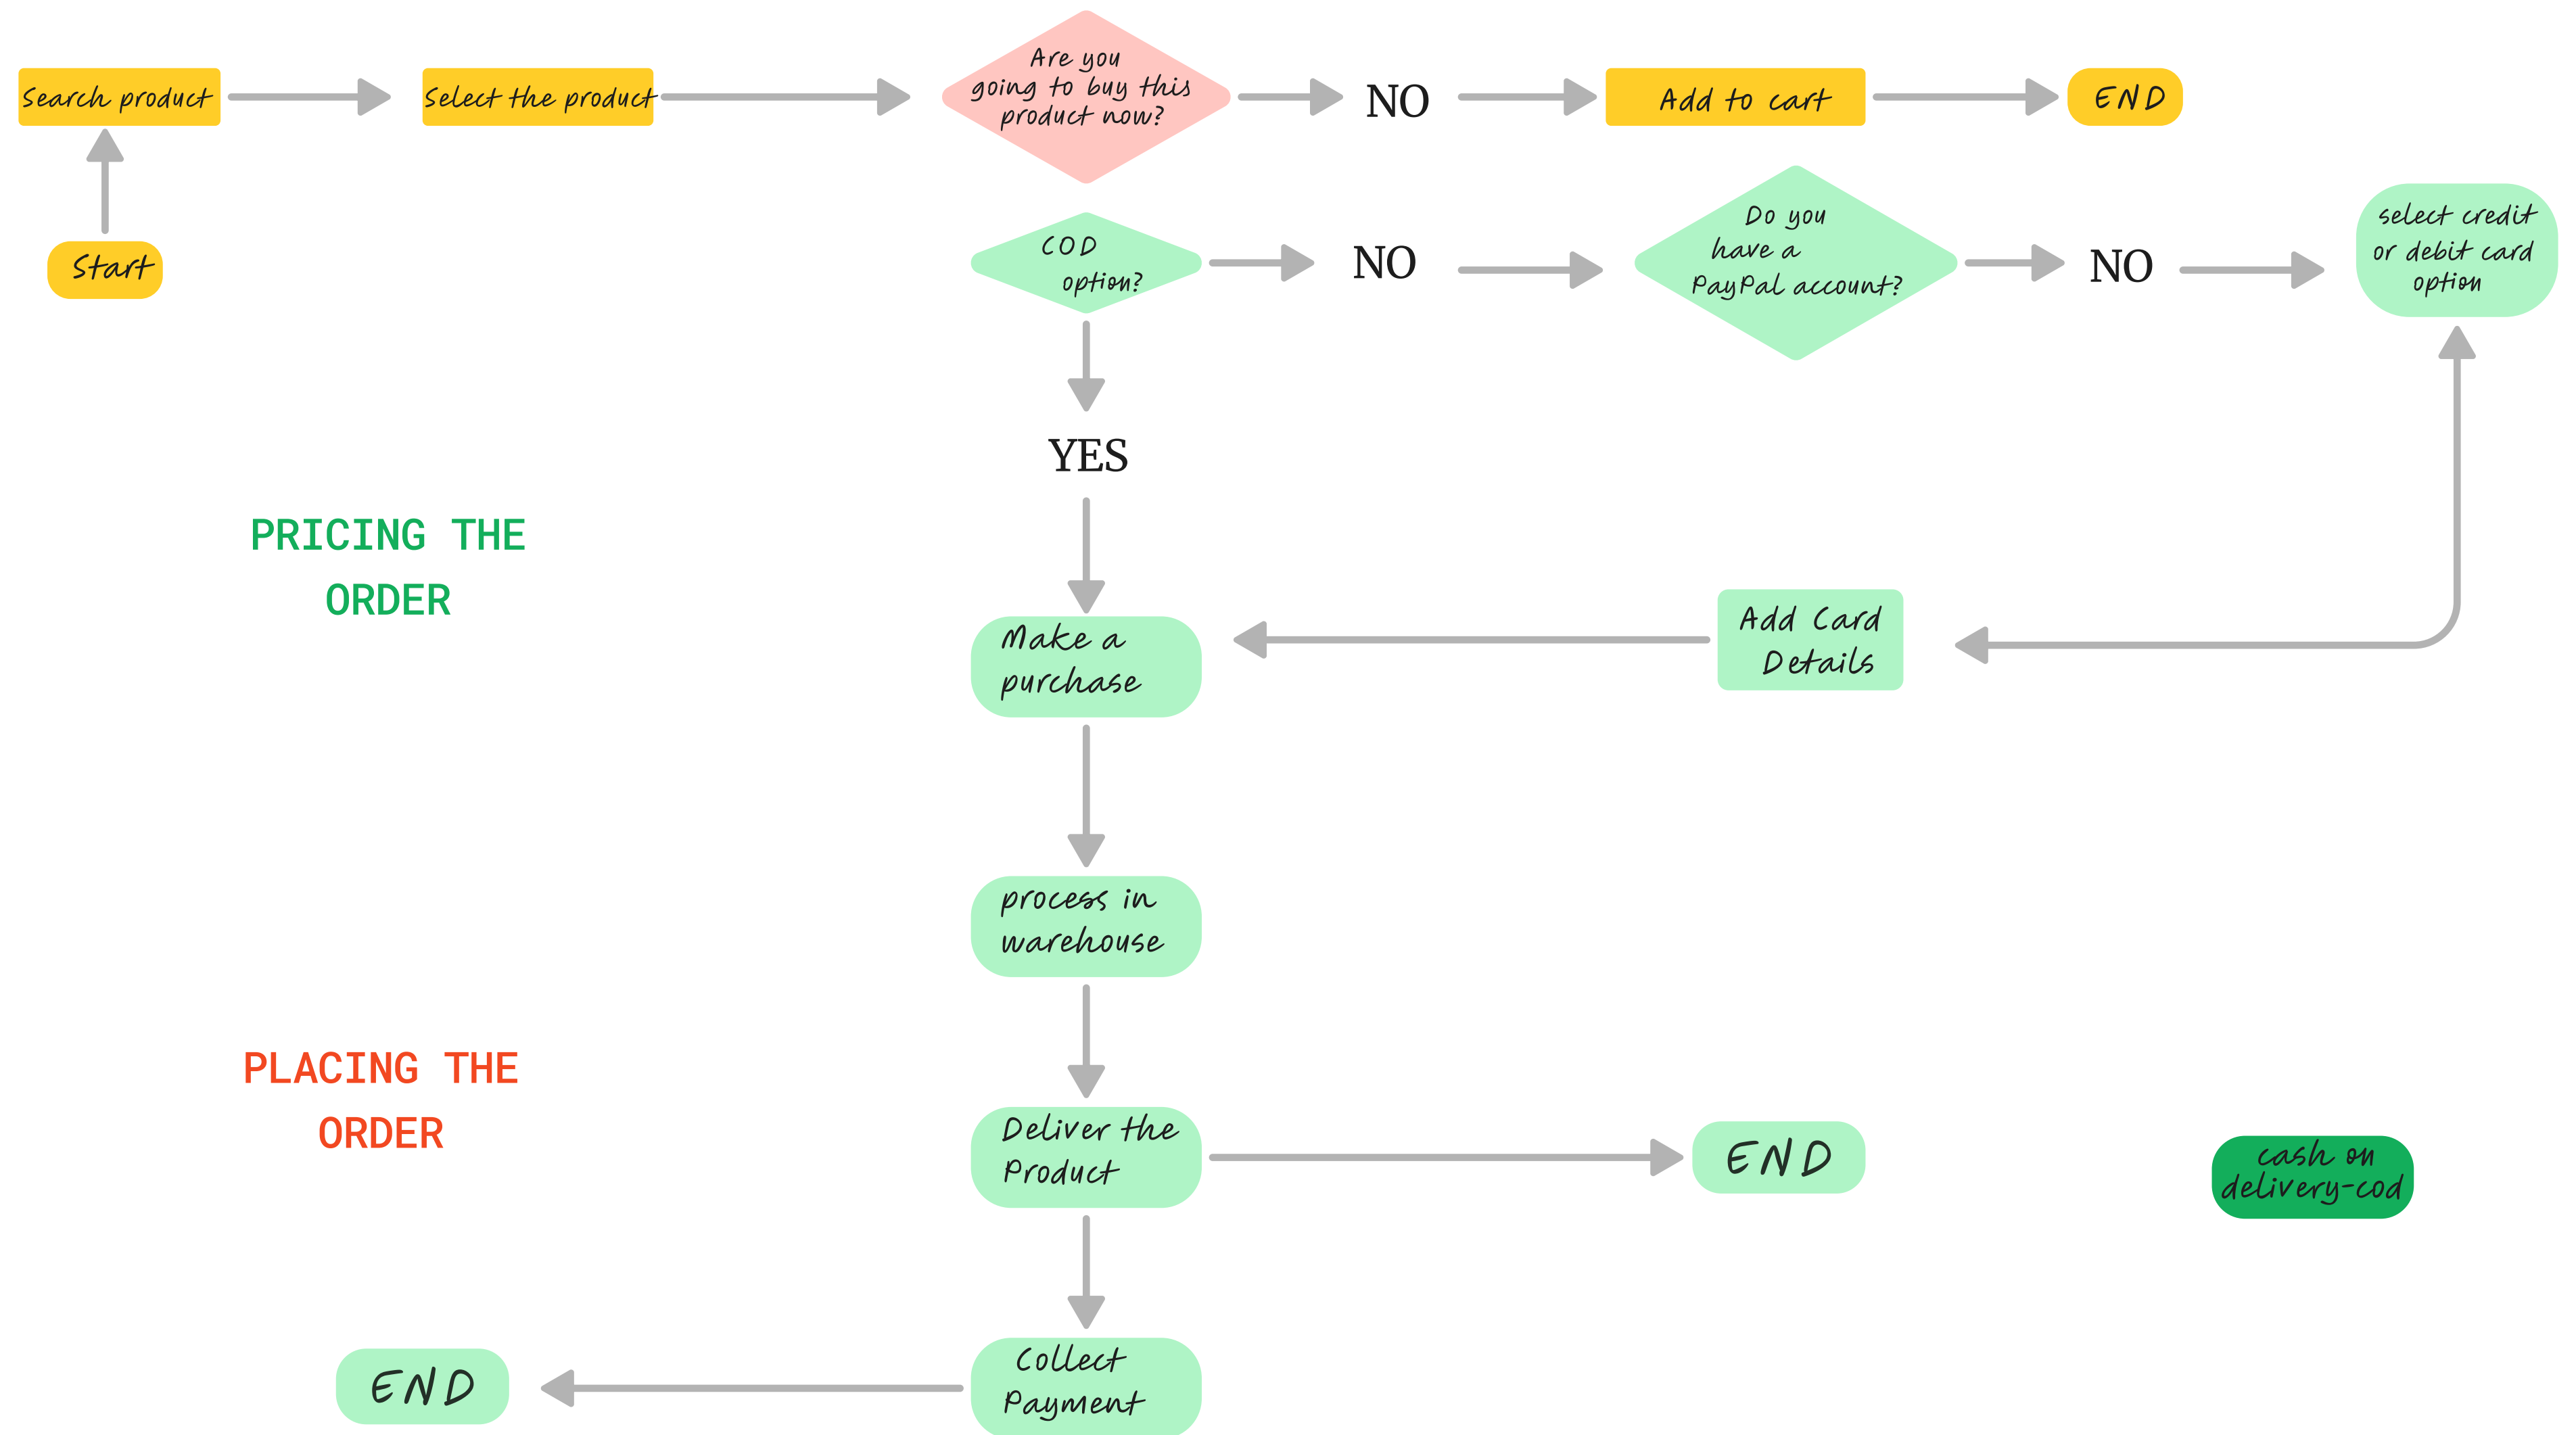 Search product
Select the product
Are you
going to buy this
product now?
NO
Add to cart
END
Start
COD
option?
NO
Do you
have a
PayPal account?
NO
select credit
or debit card
option
YES
PRICING THE
ORDER
Make a
purchase
Add Card
Details
process in
warehouse
PLACING THE
ORDER
Deliver the
Product
END
cash on
delivery-cod
Collect
Payment
END